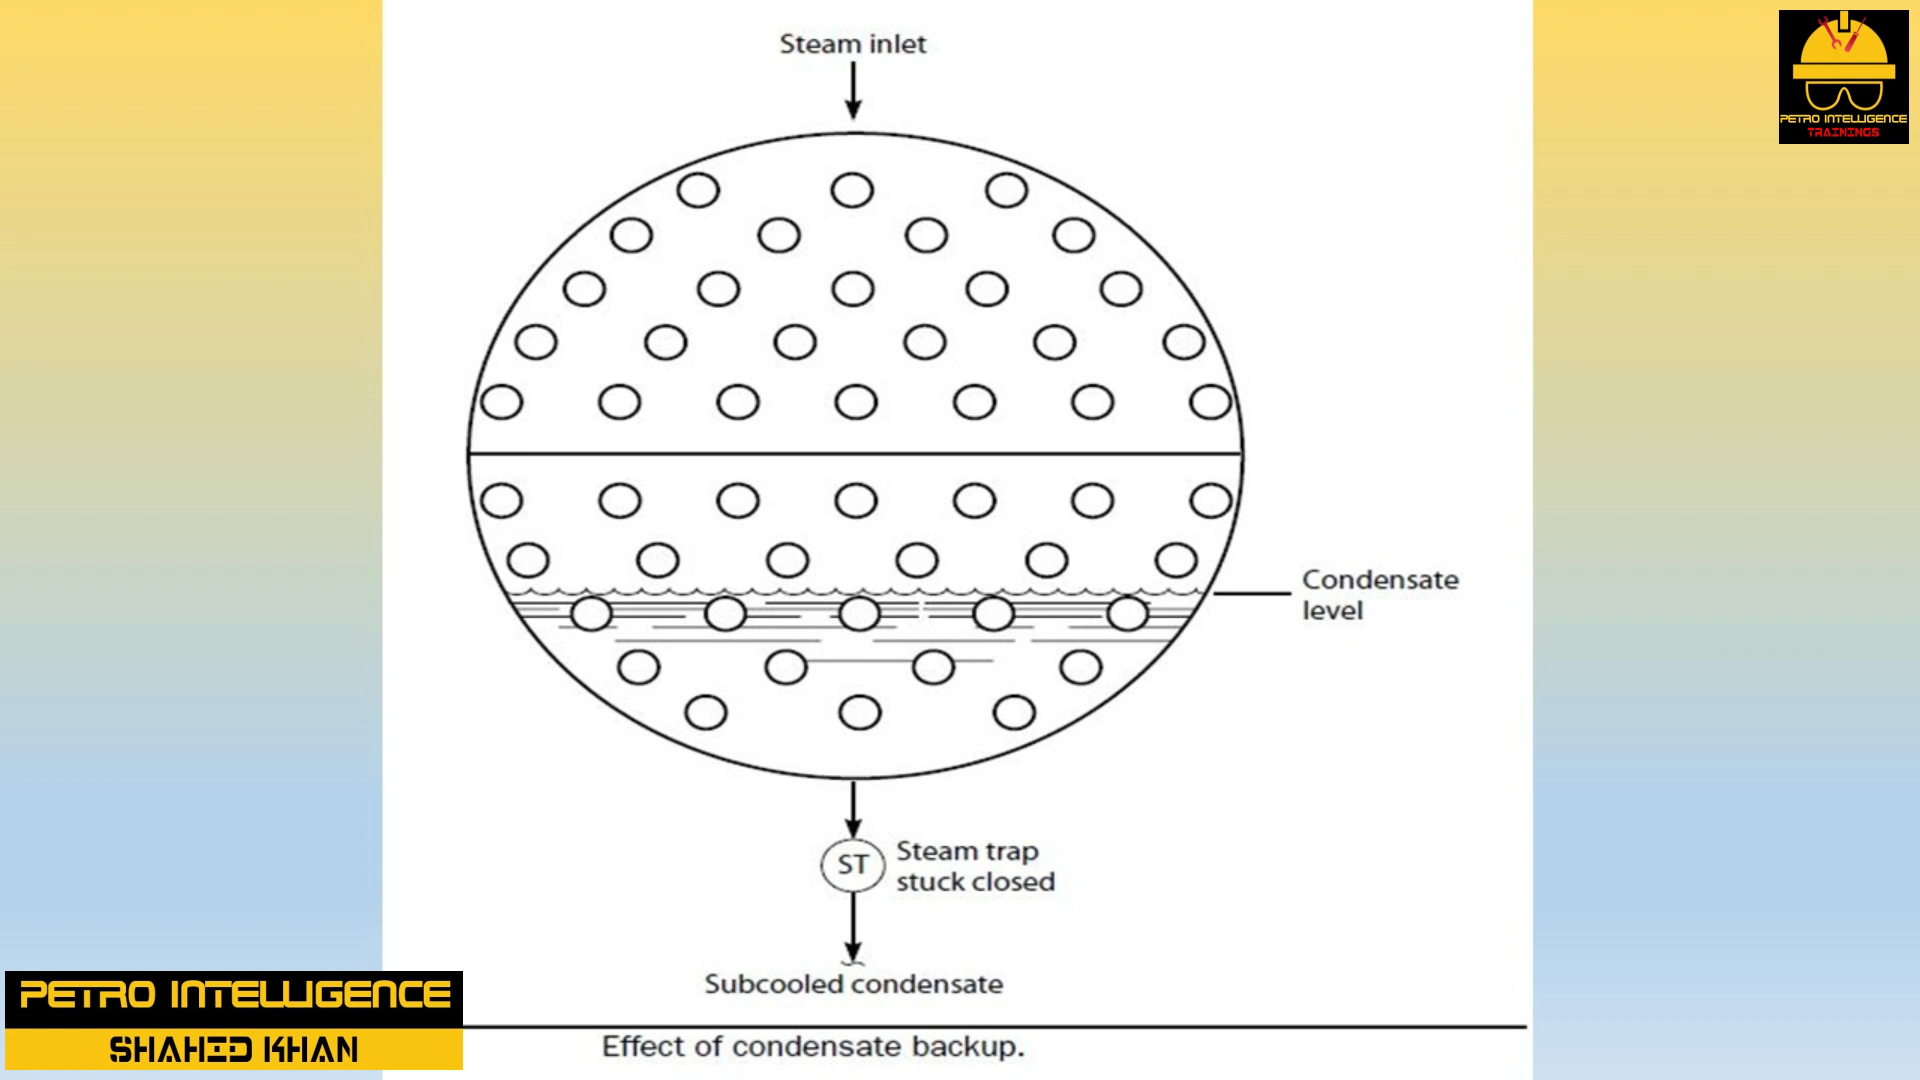 Steam inlet
PETRO INTELLIGENCE
TRAININGS
Condensate
level
ST
Steam trap
stuck closed
Subcooled condensate
PETRO INTELLIGENCE
SHAHID KHAN
Effect of condensate backup.